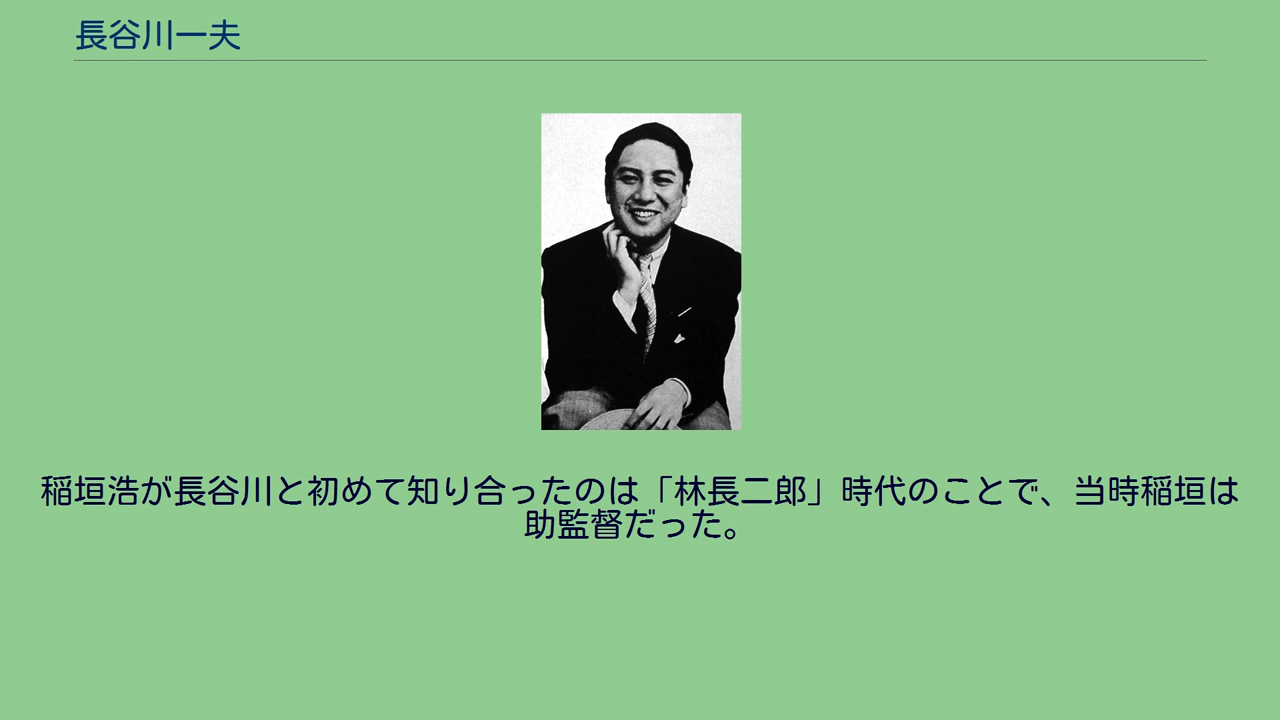 長谷川一夫
稲垣浩が長谷川と初めて知り合ったのは「林長二郎」時代のことで、当時稲垣は
助監督だった。